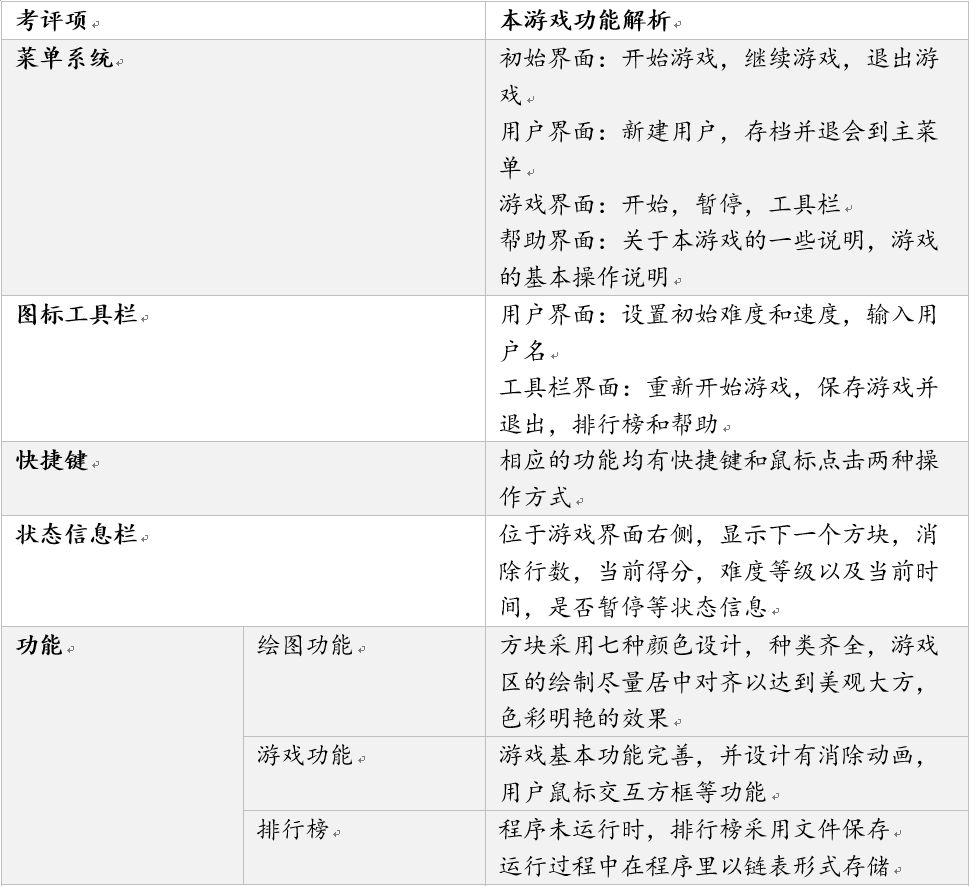 考评项
本游戏功能解析
菜单系统
初始界面：开始游戏，继续游戏，退出游
戏
用户界面：新建用户，存档并退会到主菜
单
游戏界面：开始，暂停，工具栏
帮助界面：关于本游戏的一些说明，游戏
的基本操作说明
图标工具栏
用户界面：设置初始难度和速度，输入用
户名
工具栏界面：重新开始游戏，保存游戏并
退出，排行榜和帮助
快捷键
相应的功能均有快捷键和鼠标点击两种操
作方式
状态信息栏
位于游戏界面右侧，显示下一个方块，消
除行数，当前得分，难度等级以及当前时
间，是否暂停等状态信息
功能
绘图功能
方块采用七种颜色设计，种类齐全，游戏
区的绘制尽量居中对齐以达到美观大方，
色彩明艳的效果
游戏功能
游戏基本功能完善，并设计有消除动画，
用户鼠标交互方框等功能
排行榜
程序未运行时，排行榜采用文件保存
运行过程中在程序里以链表形式存储